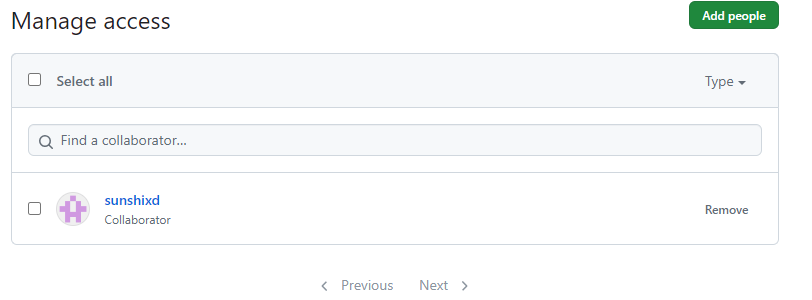 Manage access
Add people
Select all
Type
Find a collaborator...
sunshixd
Collaborator
Remove
Previous
Next